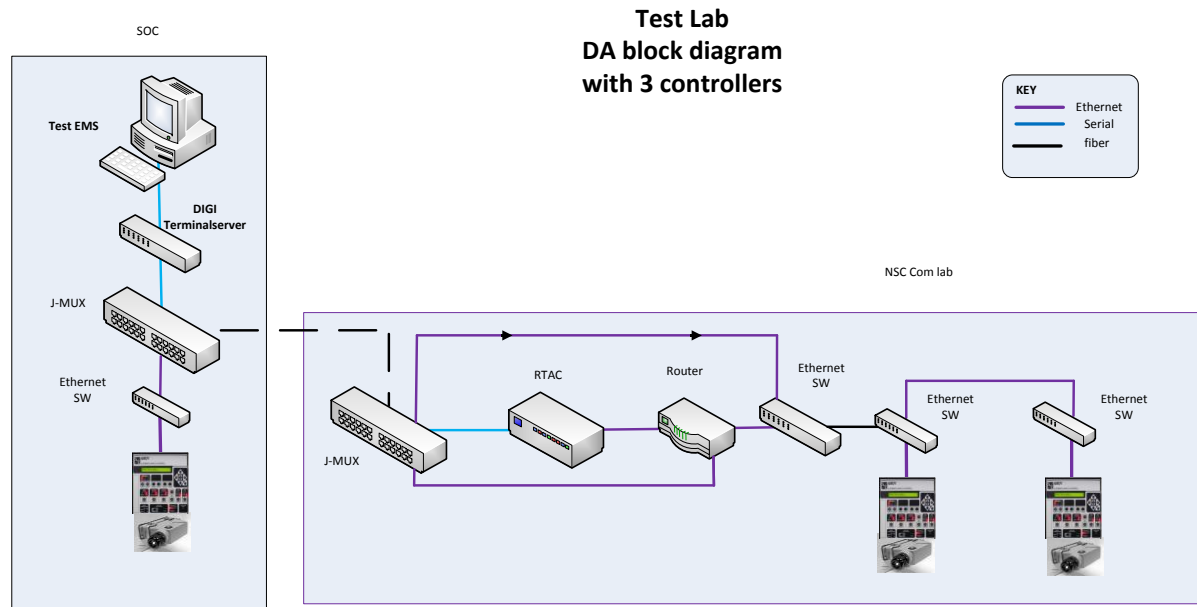 Test Lab
DA block diagram
with 3 controllers
SOC
KEY
Ethernet
Serial
fiber
Test EMS
DIGI
Terminalserver
J-MUX
Ethernet
SW
NSC Com lab
J-MUX
RTAC
Router
Ethernet
SW
Ethernet
SW
Ethernet
SW